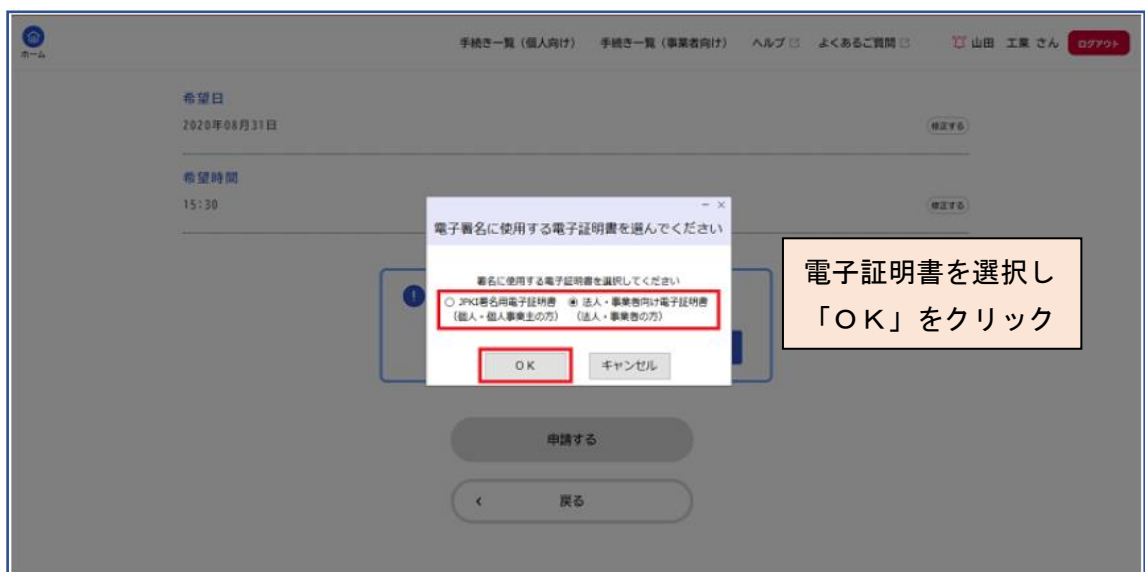 ホーム
手続き一覧（個人向け） 手続き一覧（事業者向け） ヘルプ よくあるご質問 山田 工業 さん ログアウト
希望日
2020年08月31日
修正する
希望時間
15:30
修正する
電子署名に使用する電子証明書を選んでください
署名に使用する電子証明書を選択してください
JPKI署名用電子証明書 法人・事業者向け電子証明書
（個人・個人事業主の方） （法人・事業者の方）
OK キャンセル
電子証明書を選択し
「ＯＫ」をクリック
申請する
戻る